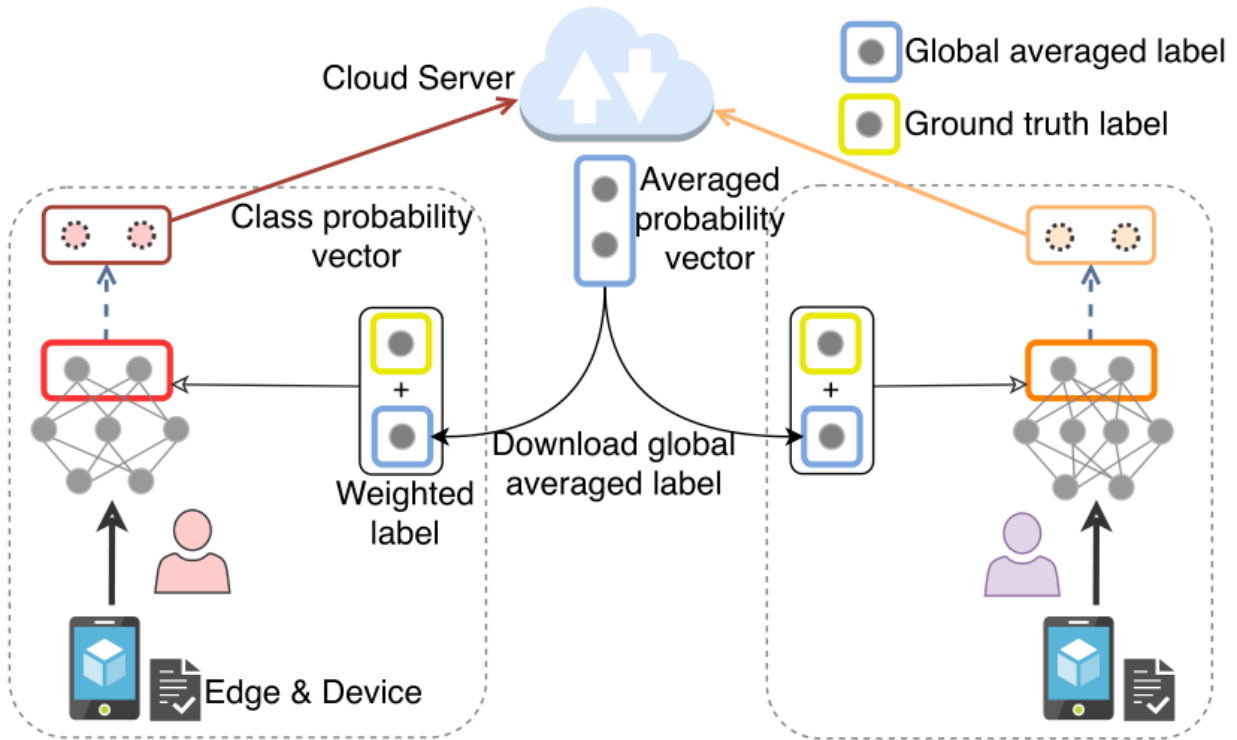 Cloud Server
Global averaged label
Ground truth label
Class probability
vector
Averaged
probability
vector
+
+
Download global
averaged label
Weighted
label
Edge & Device